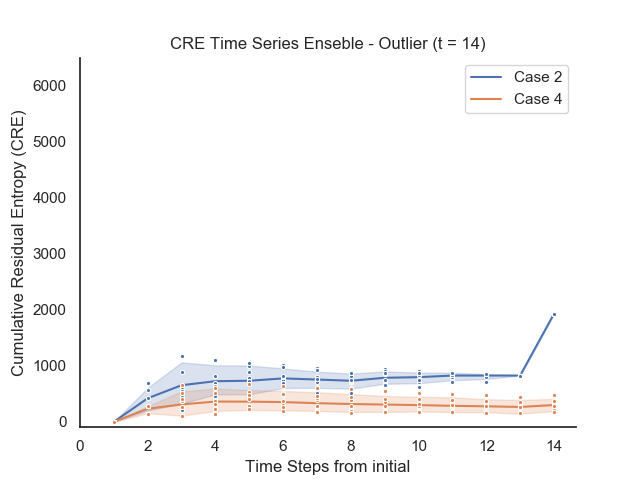 CRE Time Series Enseble - Outlier (t = 14)
Case 2
Case 4
Cumulative Residual Entropy (CRE)
6000
5000
4000
3000
2000
1000
0
0 2 4 6 8 10 12 14
Time Steps from initial